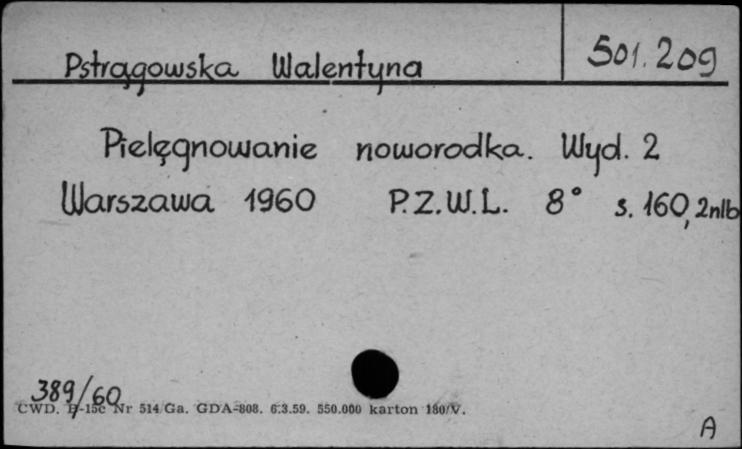 Pstrągowska Walentyna 501.209
Pielęgnowanie noworodka. Wyd. 2
Warszawa 1960 P.Z.W.L. 8° s. 160, 2nlb
389/60
CWD. B-15c Nr 514/Ga. GDA-808. 6.3.59. 550.000 karton 180/V.
A